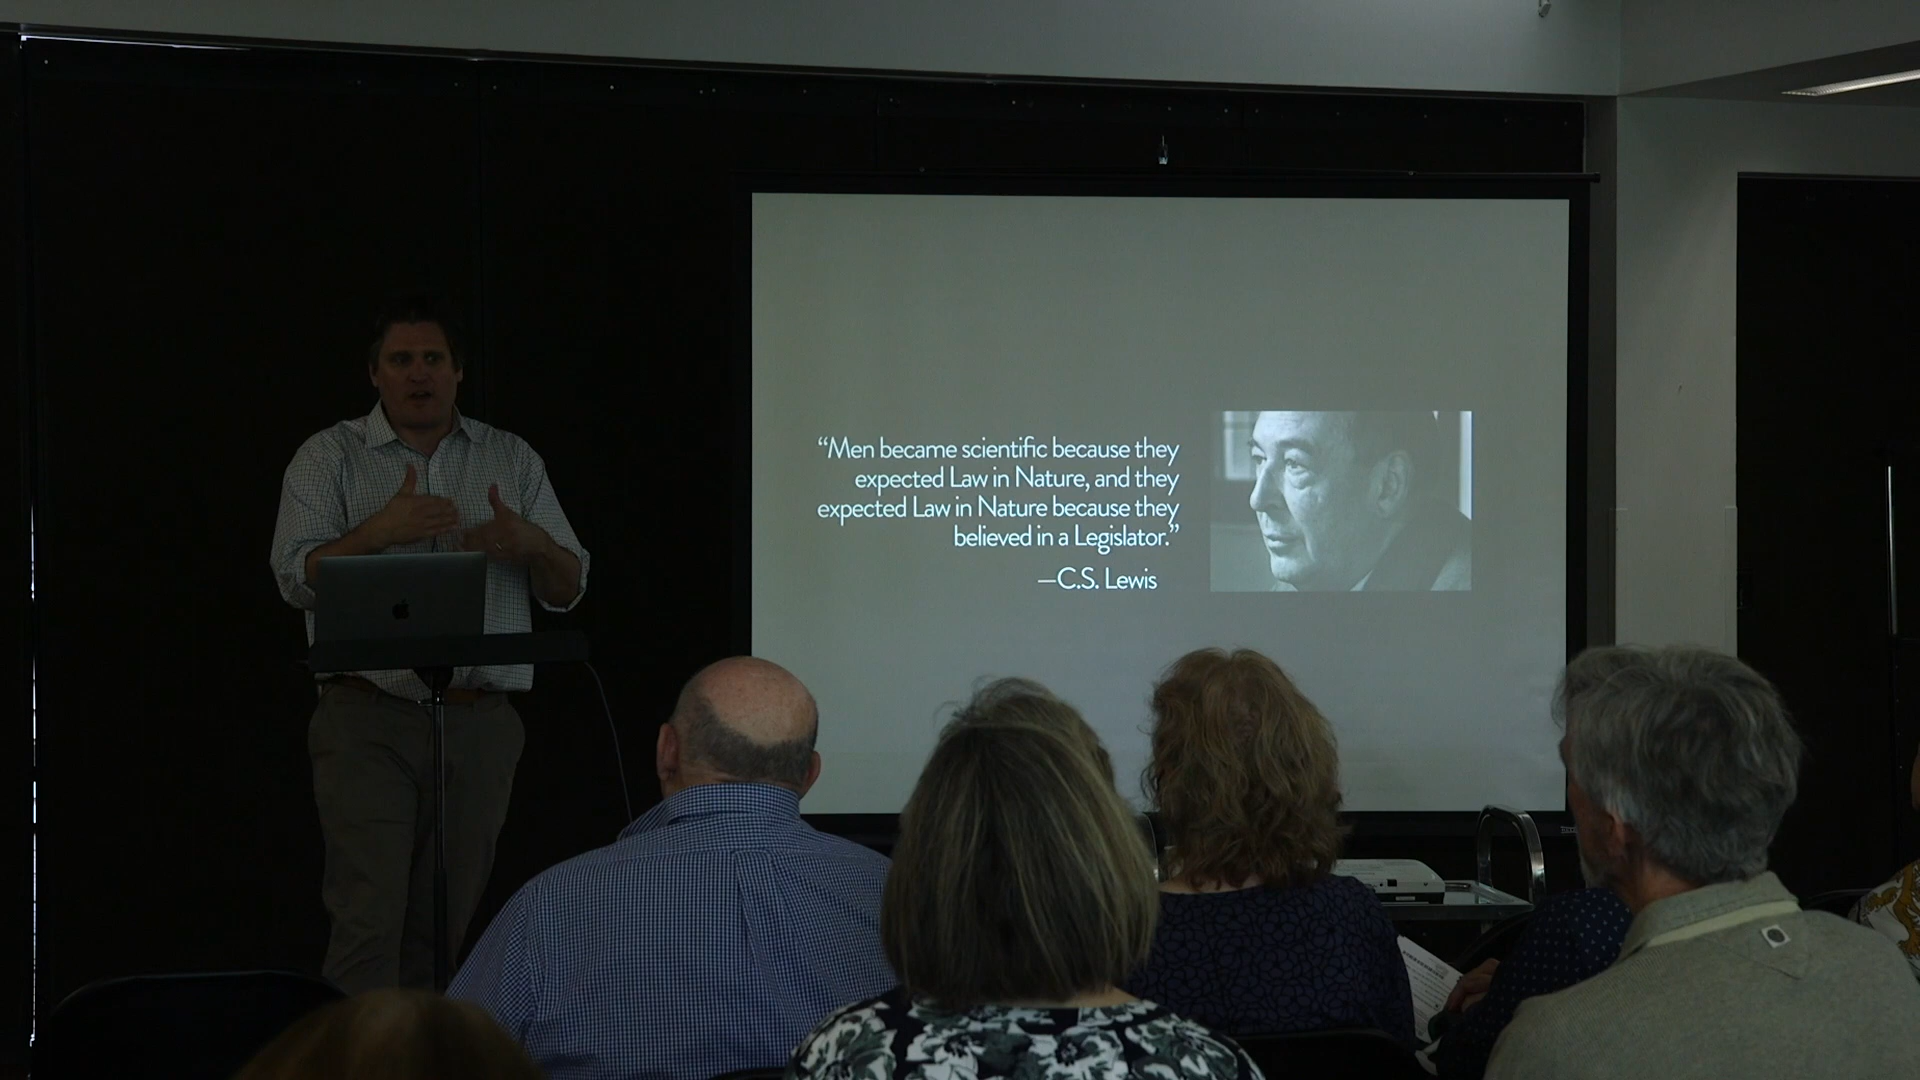 “Men became scientific because they
expected Law in Nature, and they
expected Law in Nature because they
believed in a Legislator.”
—C.S. Lewis